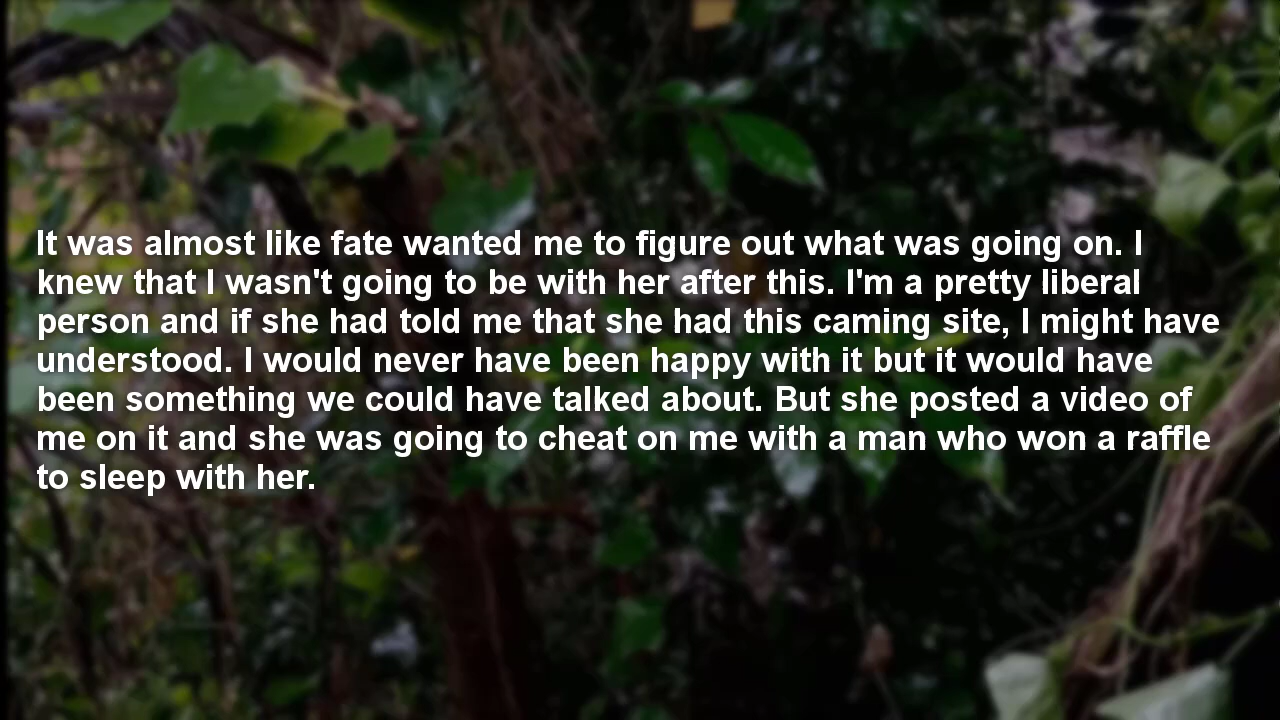 It was almost like fate wanted me to figure out what was going on. I
knew that I wasn't going to be with her after this. I'm a pretty liberal
person and if she had told me that she had this caming site, I might have
understood. I would never have been happy with it but it would have
been something we could have talked about. But she posted a video of
me on it and she was going to cheat on me with a man who won a raffle
to sleep with her.